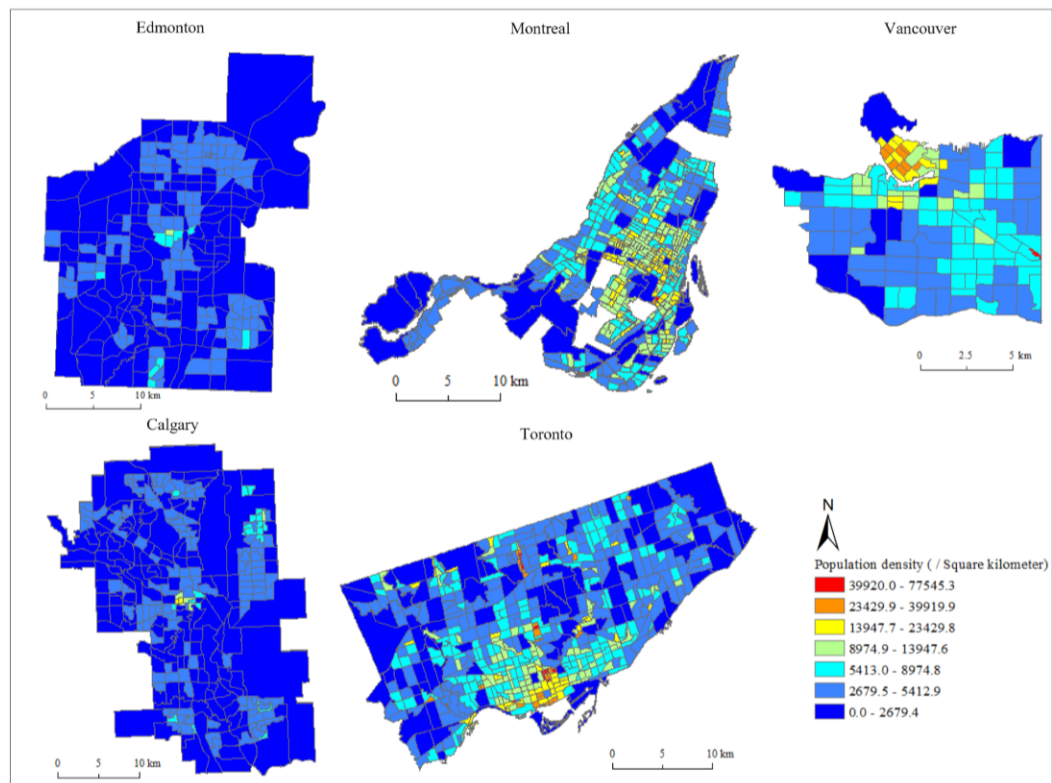 Edmonton
Montreal
Vancouver
0 5 10 km
0 5 10 km
0 2.5 5 km
Calgary
Toronto
N
Population density ( / Square kilometer)
39920.0 - 77545.3
23429.9 - 39919.9
13947.7 - 23429.8
8974.9 - 13947.6
5413.0 - 8974.8
2679.5 - 5412.9
0.0 - 2679.4
0 5 10 km
0 5 10 km